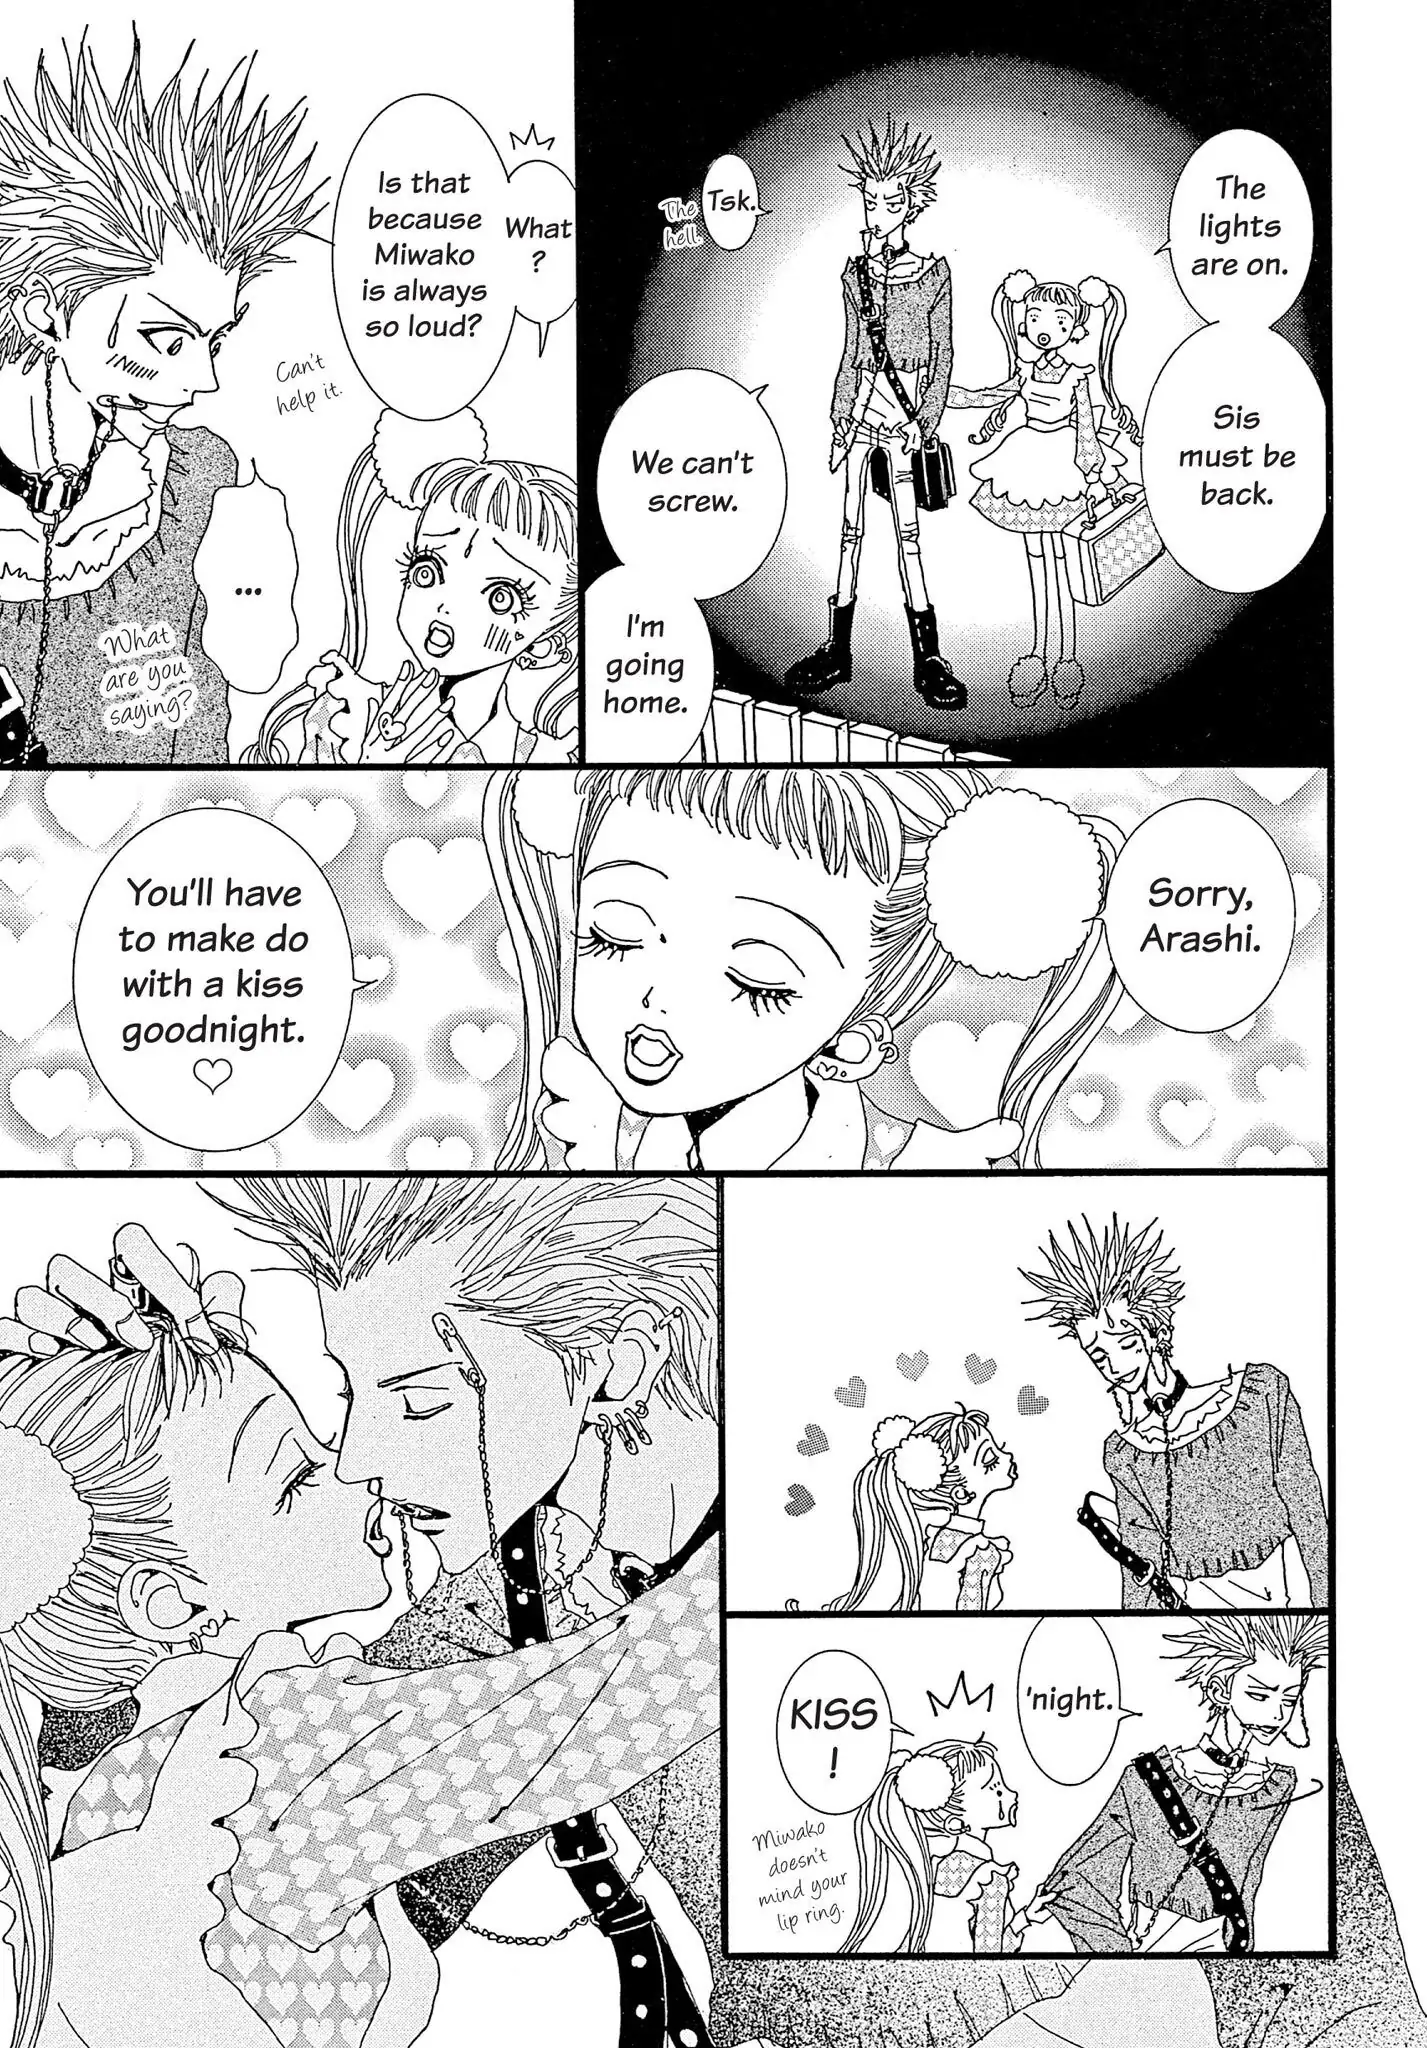 The
lights
are on.
Sis
must be
back.
Tsk.
The
hell.
We can't
screw.
I'm
going
home.
What
?
Is that
because
Miwako
is always
so loud?
Can't
help it.
...
What
are you
saying?
Sorry,
Arashi.
You'll have
to make do
with a kiss
goodnight.
♡
'night.
KISS
!
Miwako
doesn't
mind your
lip ring.